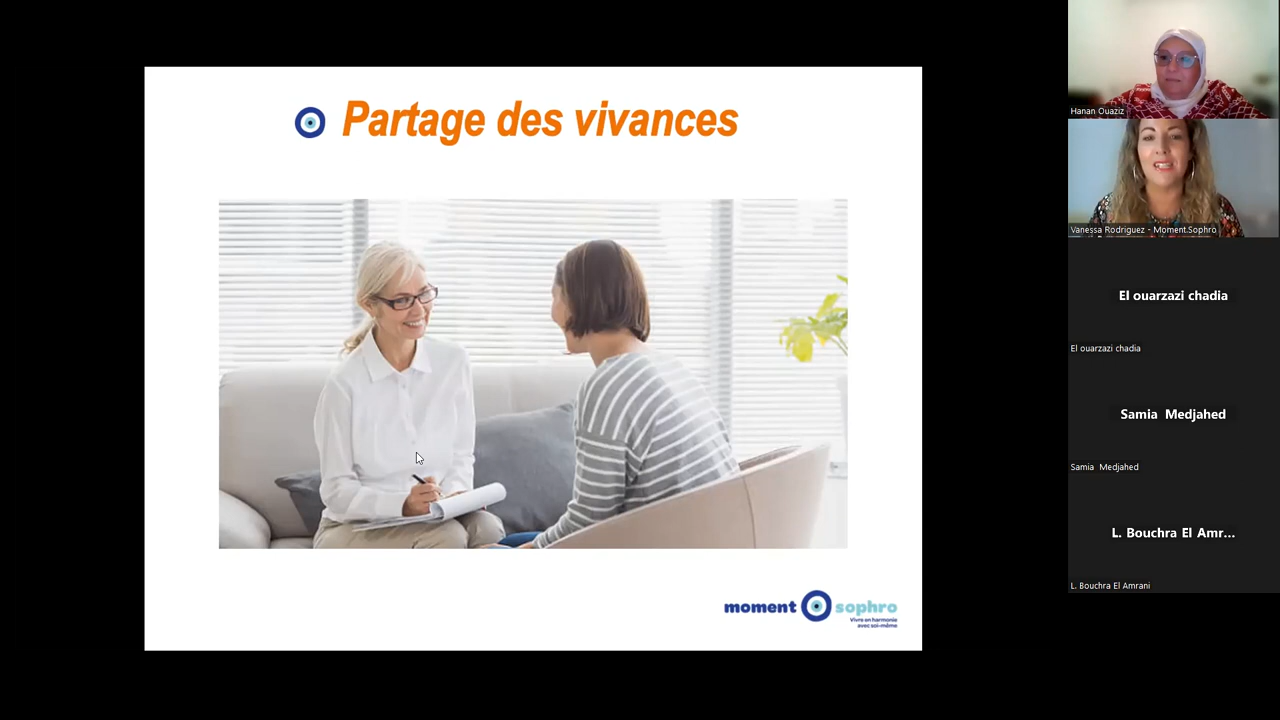 Partage des vivances
moment sophro
Vivre en harmonie
avec soi-même
Hanan Ouaziz
Vanessa Rodriguez - Moment.Sophro
El ouarzazi chadia
El ouarzazi chadia
Samia Medjahed
Samia Medjahed
L. Bouchra El Amr...
L. Bouchra El Amrani